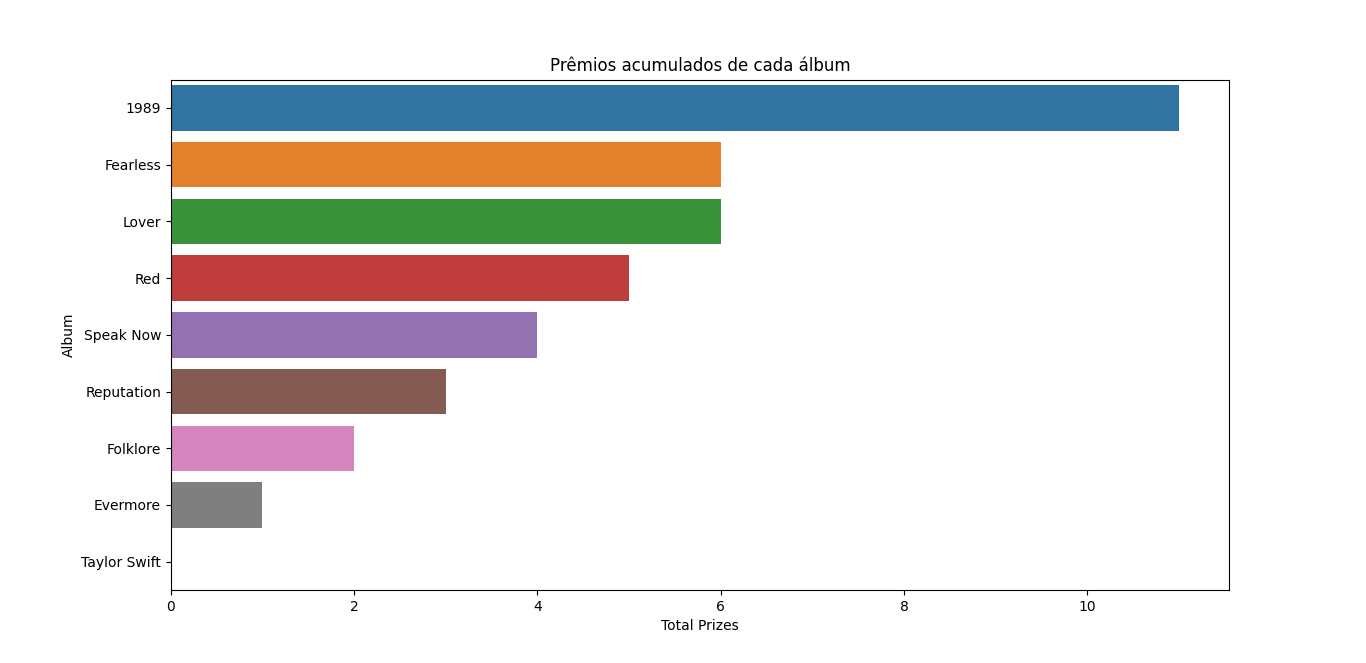 Prêmios acumulados de cada álbum
Album
1989
Fearless
Lover
Red
Speak Now
Reputation
Folklore
Evermore
Taylor Swift
0 2 4 6 8 10
Total Prizes